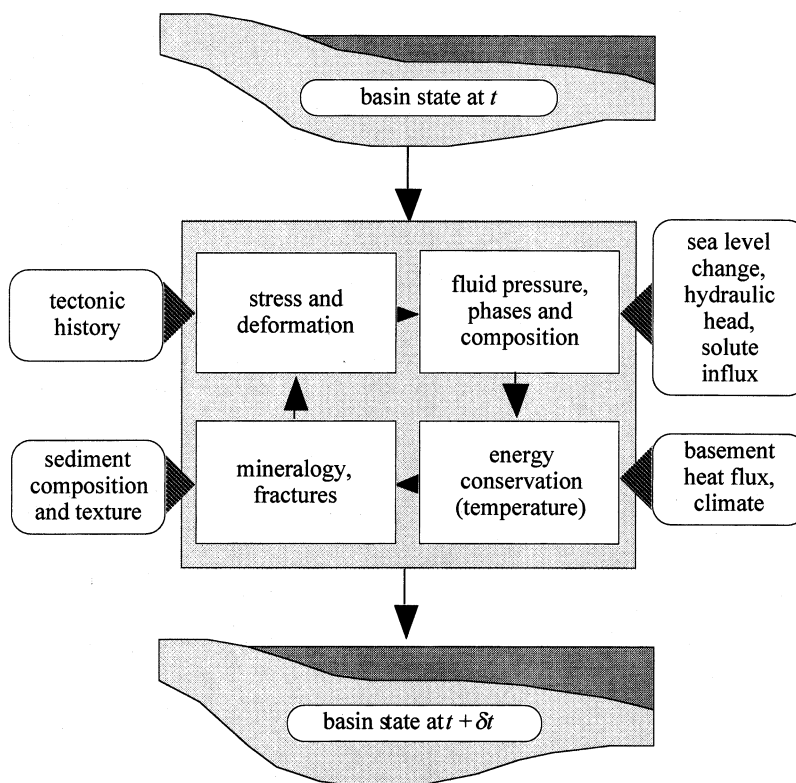 basin state at t
tectonic
history
stress and
deformation
fluid pressure,
phases and
composition
sea level
change,
hydraulic
head,
solute
influx
sediment
composition
and texture
mineralogy,
fractures
energy
conservation
(temperature)
basement
heat flux,
climate
basin state at t + δt